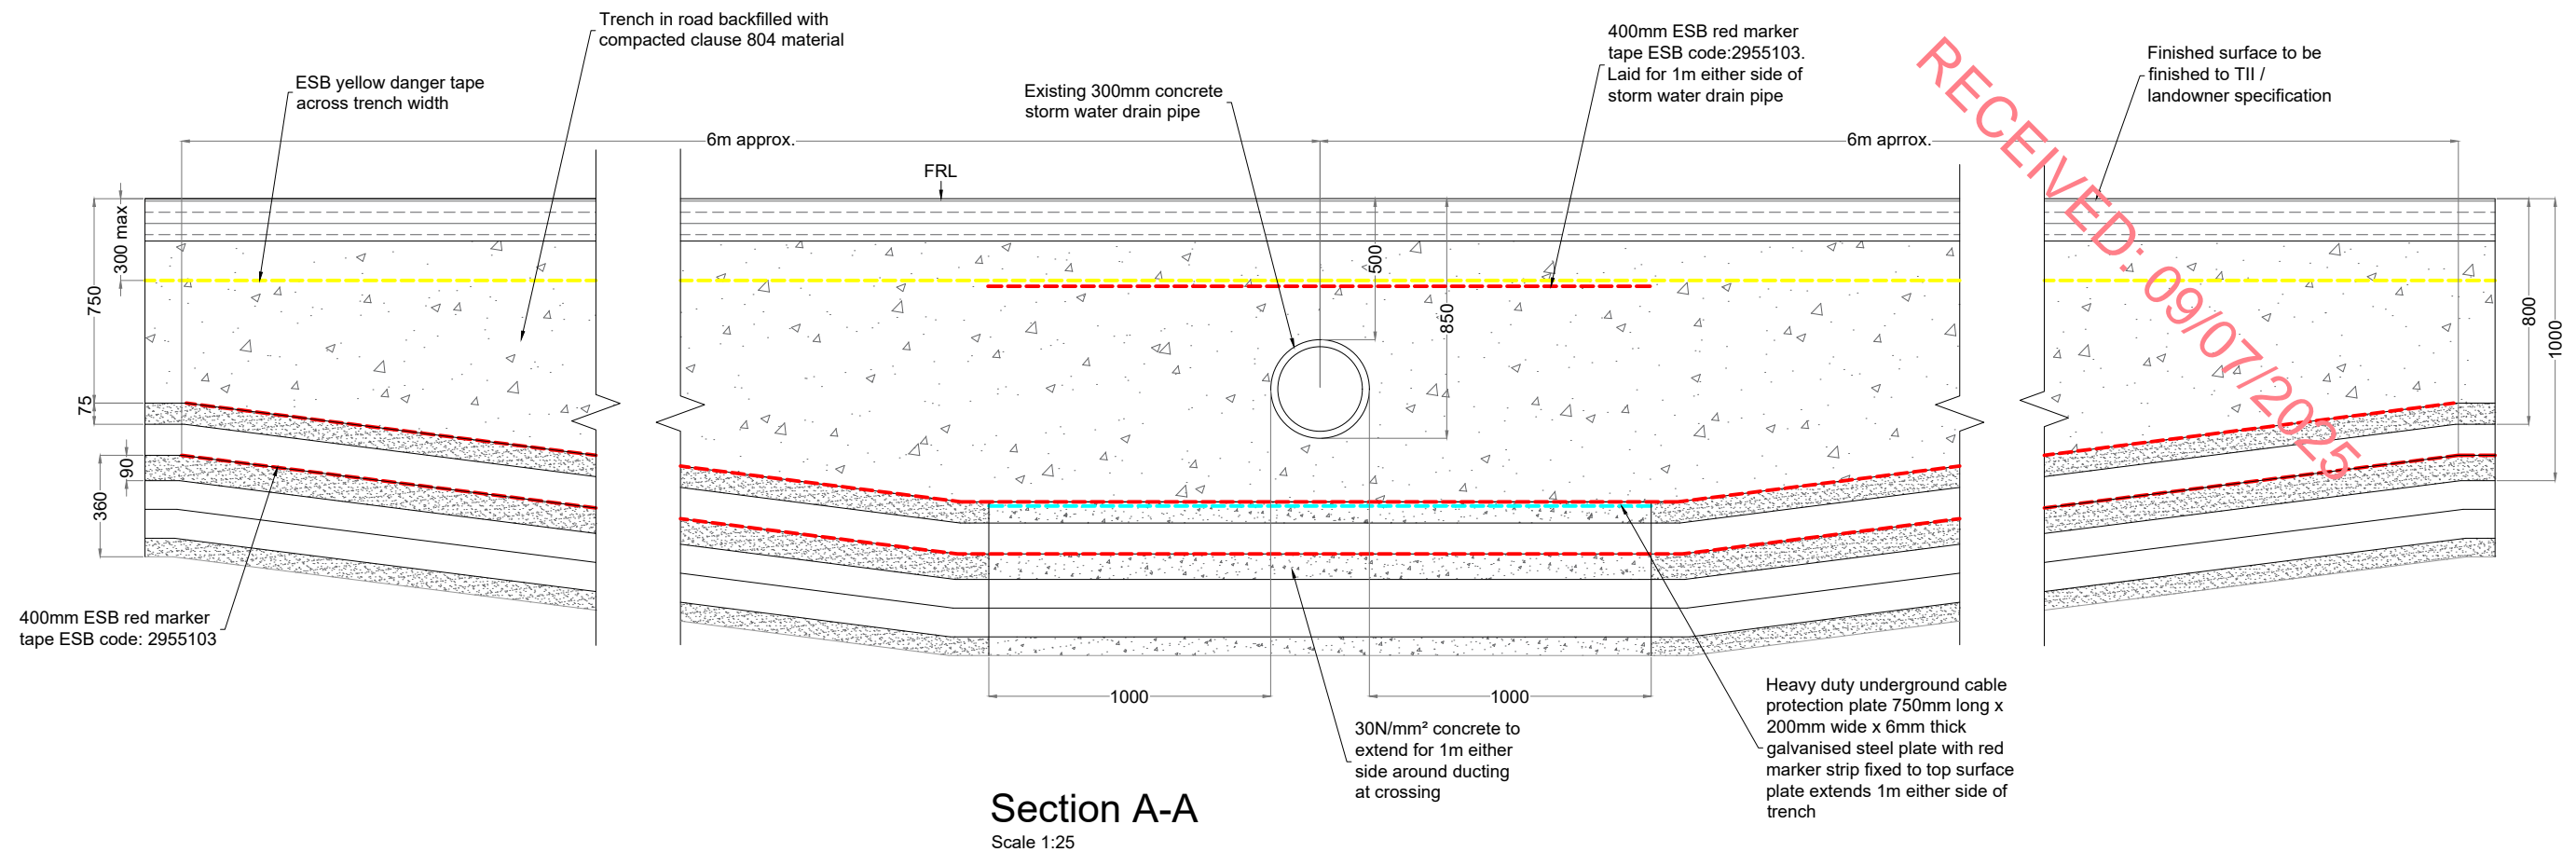 Trench in road backfilled with
compacted clause 804 material
ESB yellow danger tape
across trench width
Existing 300mm concrete
storm water drain pipe
400mm ESB red marker
tape ESB code:2955103.
Laid for 1m either side of
storm water drain pipe
Finished surface to be
finished to TII /
landowner specification
RECEIVED: 09/07/2025
6m approx.
6m aprrox.
FRL
300 max
750
75
90
360
500
850
800
1000
400mm ESB red marker
tape ESB code: 2955103
1000
1000
30N/mm² concrete to
extend for 1m either
side around ducting
at crossing
Heavy duty underground cable
protection plate 750mm long x
200mm wide x 6mm thick
galvanised steel plate with red
marker strip fixed to top surface
plate extends 1m either side of
trench
Section A-A
Scale 1:25